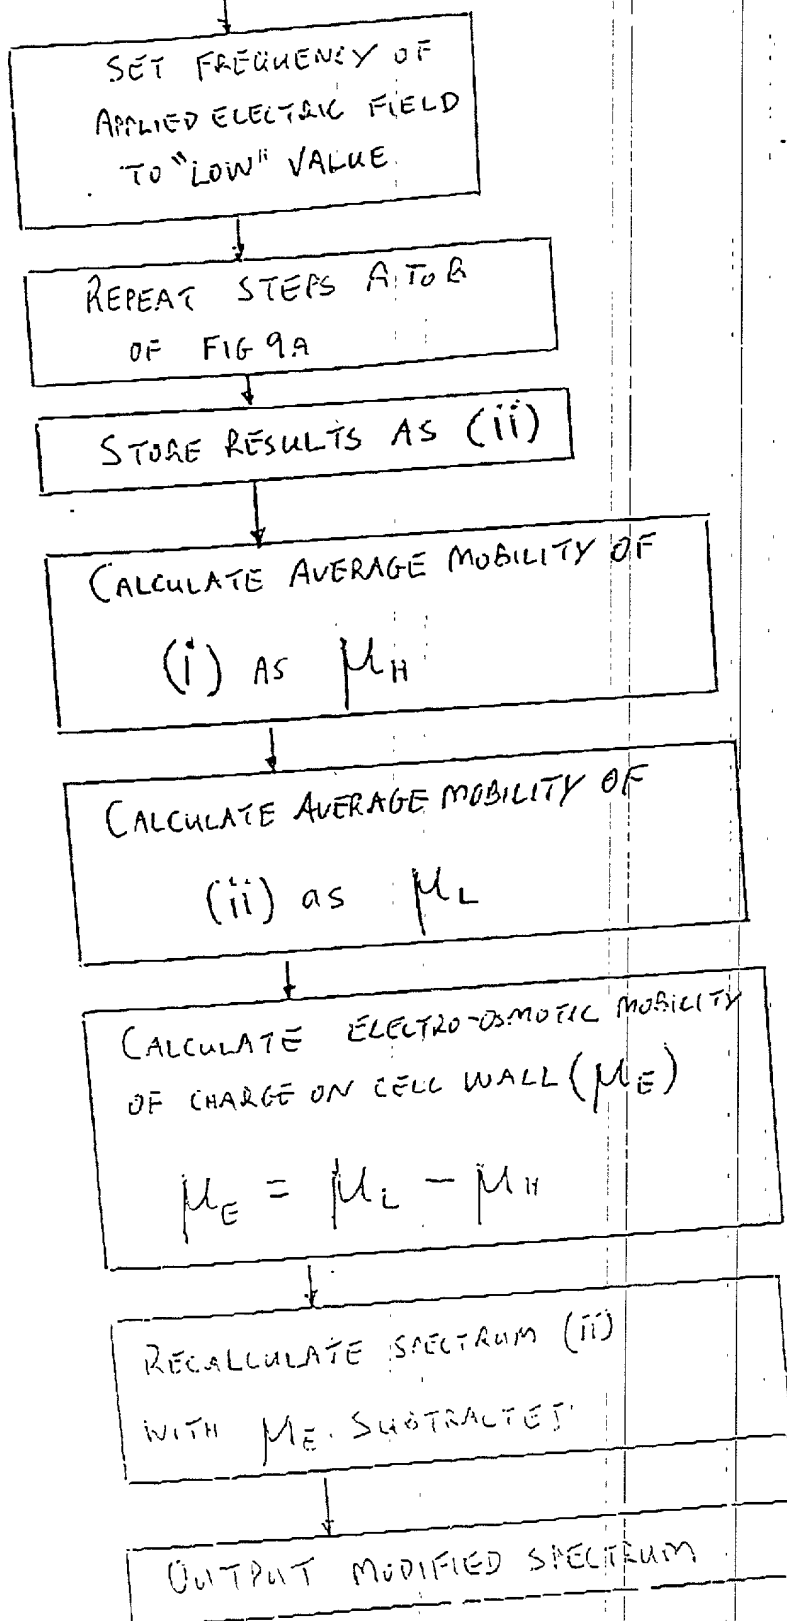 SET FREQUENCY OF
APPLIED ELECTRIC FIELD
TO "LOW" VALUE
REPEAT STEPS A TO B
OF FIG 9A
STORE RESULTS AS (ii)
CALCULATE AVERAGE MOBILITY OF
(i) AS μH
CALCULATE AVERAGE MOBILITY OF
(ii) as μL
CALCULATE ELECTRO-OSMOTIC MOBILITY
OF CHARGE ON CELL WALL (μE)
μE = μL - μH
RECALCULATE SPECTRUM (ii)
WITH μE SUBTRACTED
OUTPUT MODIFIED SPECTRUM